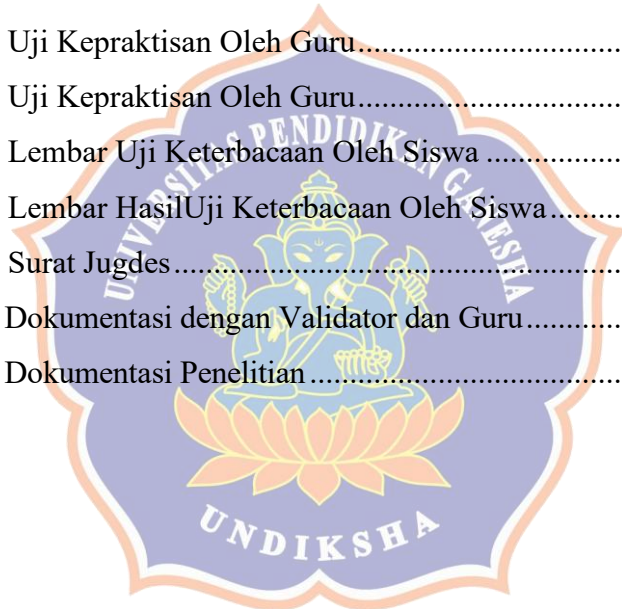 Uji Kepraktisan Oleh Guru.................................
Uji Kepraktisan Oleh Guru.................................
UNIVERSITAS PENDIDIKAN GANESHA
Lembar Uji Keterbacaan Oleh Siswa .................
Lembar HasilUji Keterbacaan Oleh Siswa.........
Surat Jugdes........................................................
Dokumentasi dengan Validator dan Guru............
Dokumentasi Penelitian .......................................
UNDIKSHA